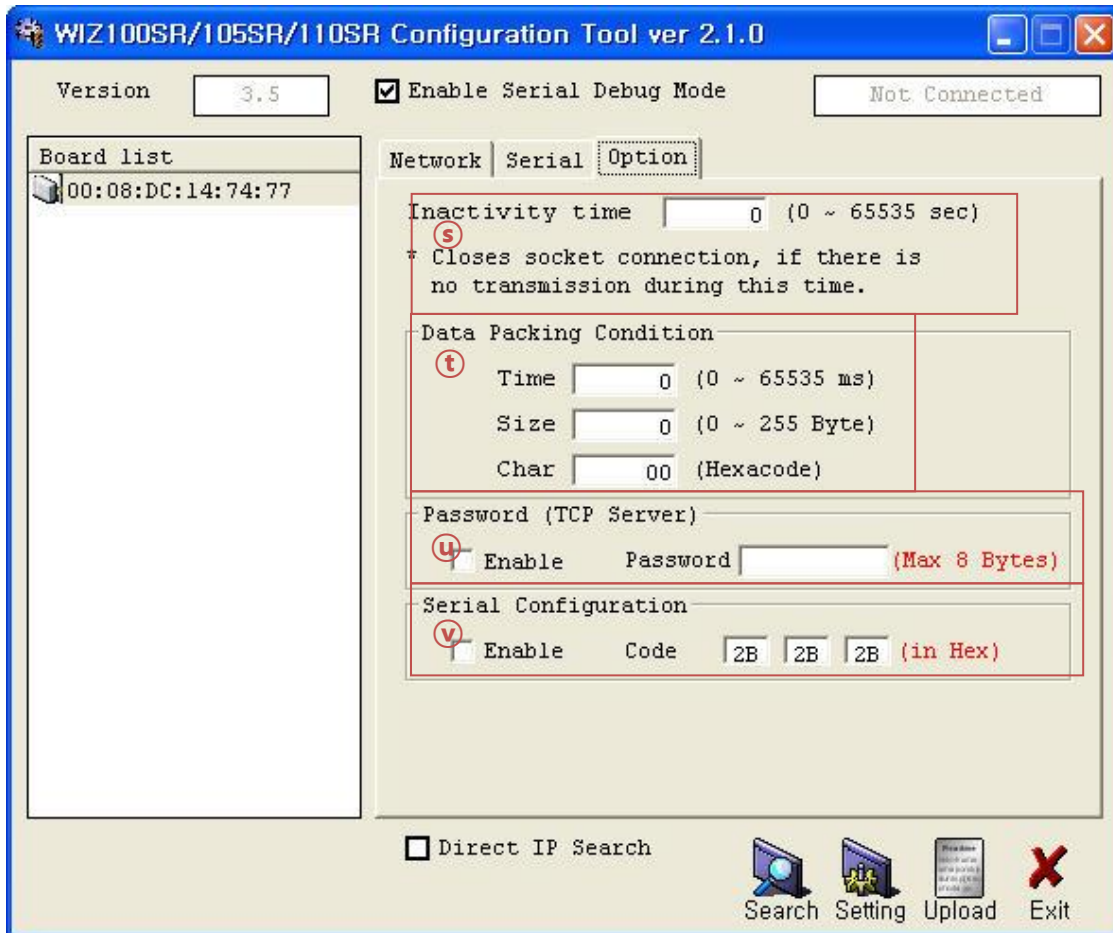 WIZ100SR/105SR/110SR Configuration Tool ver 2.1.0
Version 3.5 Enable Serial Debug Mode Not Connected
Board list
00:08:DC:14:74:77
Network Serial Option
Inactivity time 0 (0 ~ 65535 sec)
ⓢ
* Closes socket connection, if there is
no transmission during this time.
Data Packing Condition
ⓣ
Time 0 (0 ~ 65535 ms)
Size 0 (0 ~ 255 Byte)
Char 00 (Hexacode)
Password (TCP Server)
ⓤ
Enable Password (Max 8 Bytes)
Serial Configuration
ⓥ
Enable Code 2B 2B 2B (in Hex)
Direct IP Search
Search Setting Upload Exit